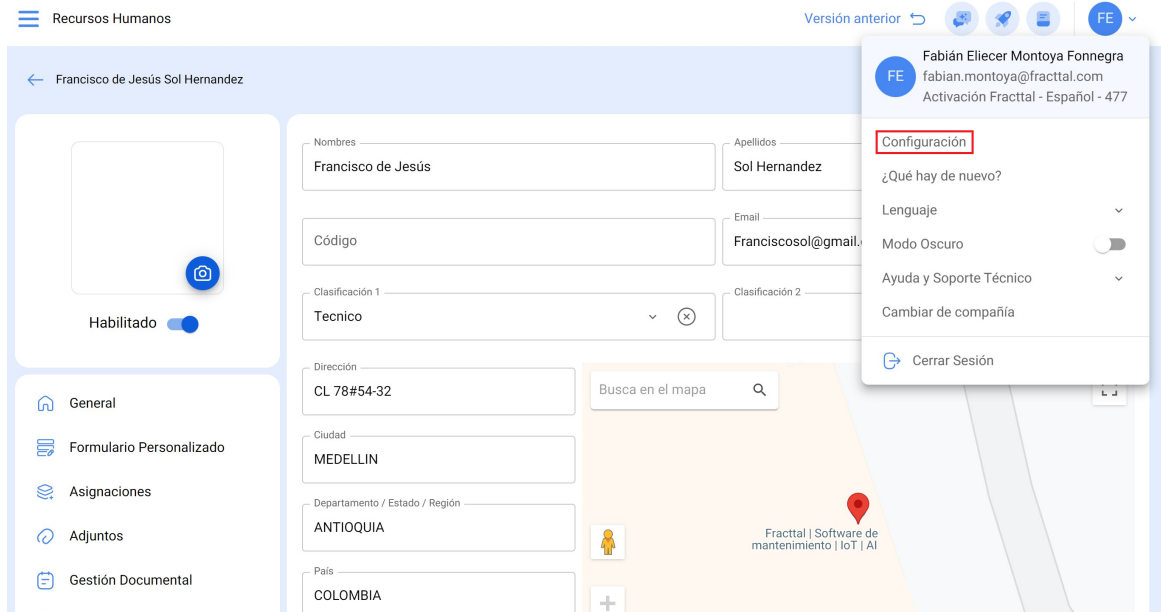 Recursos Humanos
Versión anterior
FE
Francisco de Jesús Sol Hernandez
FE
Fabián Eliecer Montoya Fonnegra
fabian.montoya@fracttal.com
Activación Fracttal - Español - 477
Configuración
¿Qué hay de nuevo?
Lenguaje
Modo Oscuro
Ayuda y Soporte Técnico
Cambiar de compañía
Cerrar Sesión
Habilitado
General
Formulario Personalizado
Asignaciones
Adjuntos
Gestión Documental
Nombres
Francisco de Jesús
Apellidos
Sol Hernandez
Código
Email
Franciscosol@gmail.
Clasificación 1
Tecnico
Clasificación 2
Dirección
CL 78#54-32
Ciudad
MEDELLIN
Departamento / Estado / Región
ANTIOQUIA
País
COLOMBIA
Busca en el mapa
Fracttal | Software de
mantenimiento | IoT | AI